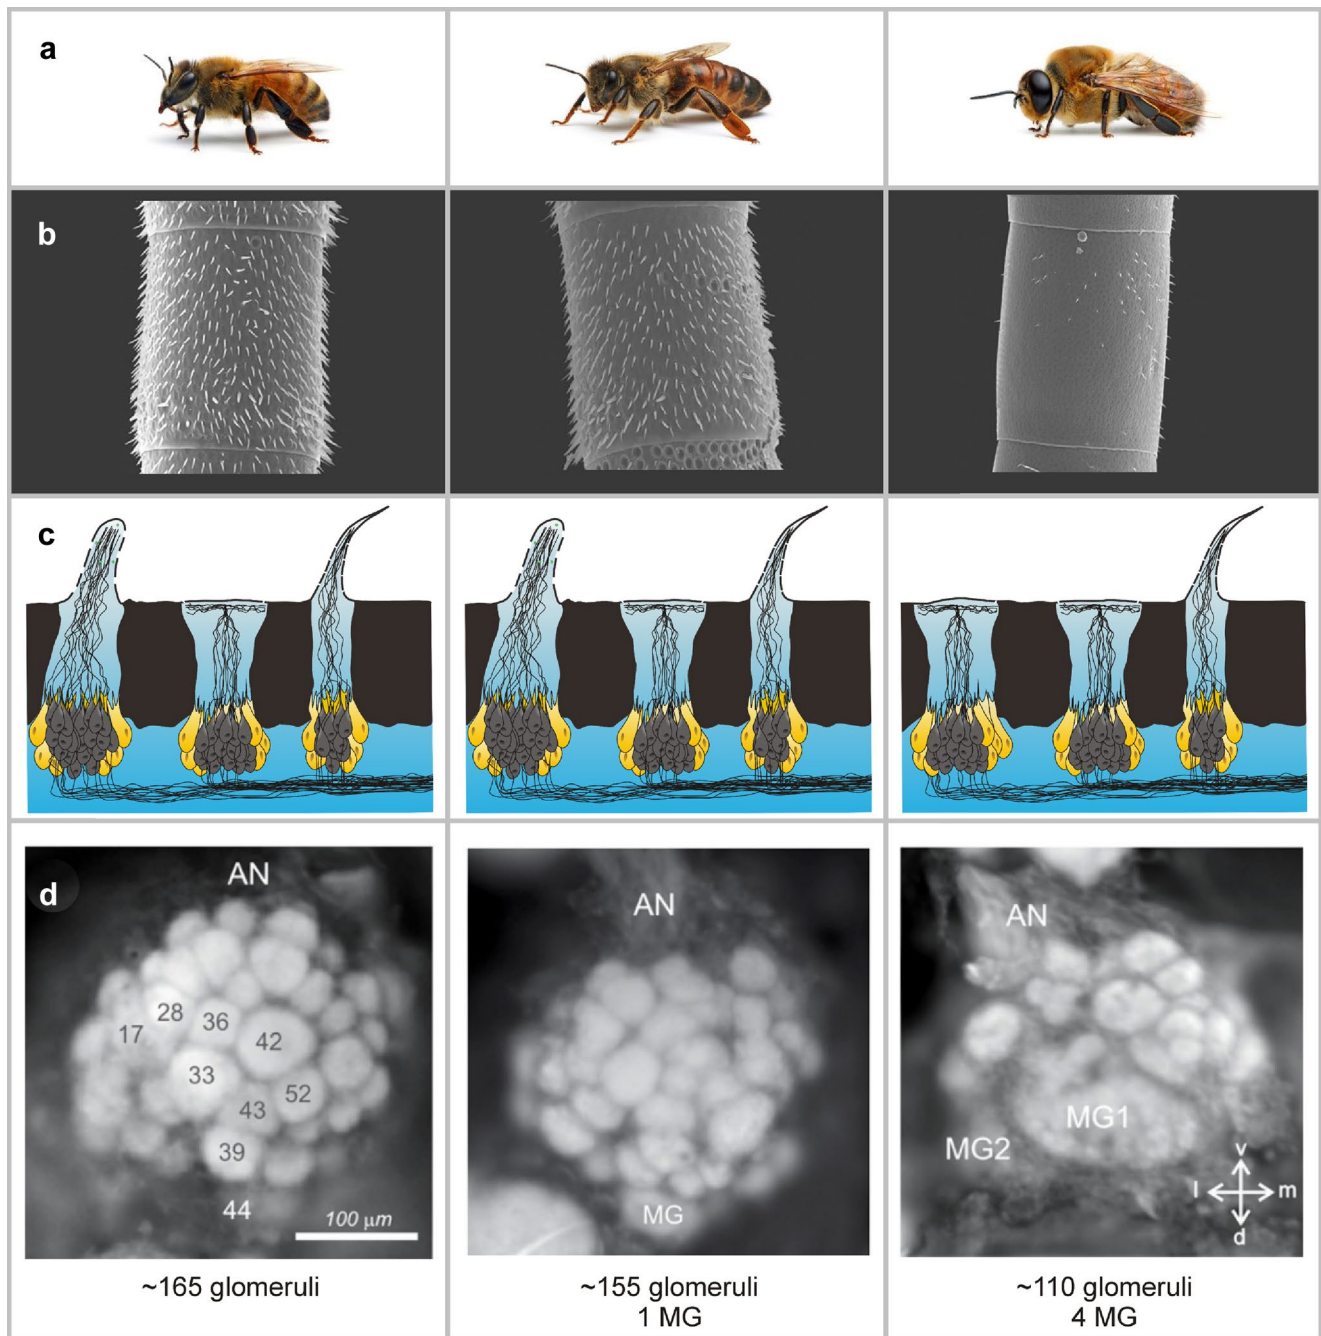 a
b
c
d
AN
28
36
17
42
33
52
43
39
44
100 µm
AN
MG
AN
MG1
MG2
v
l
m
d
~165 glomeruli
~155 glomeruli
1 MG
~110 glomeruli
4 MG